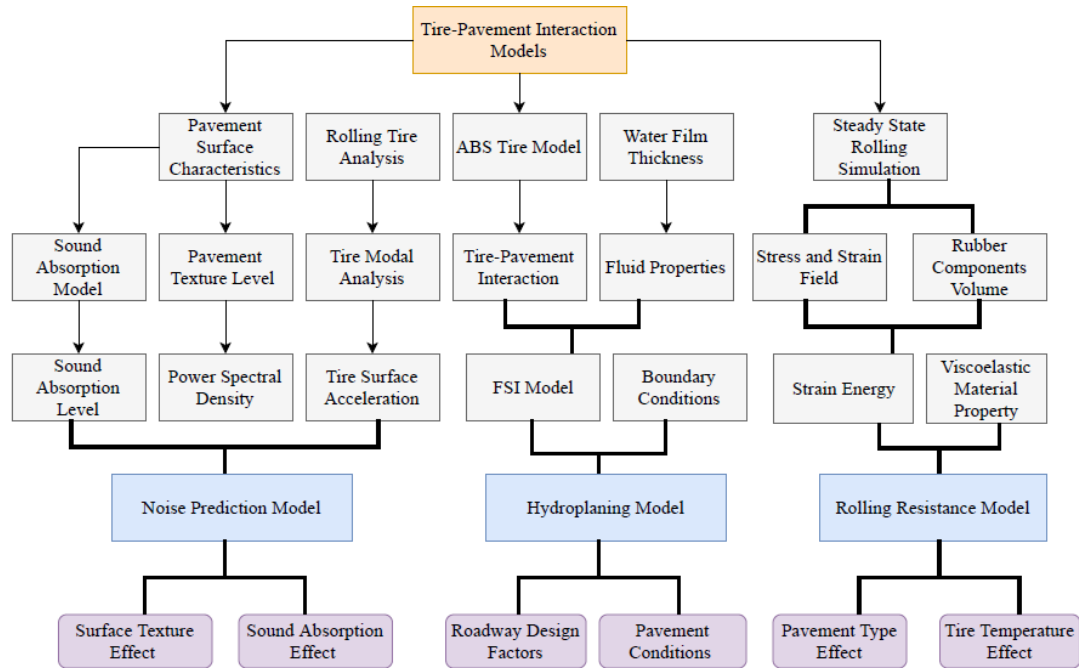 Tire-Pavement Interaction
Models
Pavement
Surface
Characteristics
Rolling Tire
Analysis
ABS Tire Model
Water Film
Thickness
Steady State
Rolling
Simulation
Sound
Absorption
Model
Pavement
Texture Level
Tire Modal
Analysis
Tire-Pavement
Interaction
Fluid Properties
Stress and Strain
Field
Rubber
Components
Volume
Sound
Absorption
Level
Power Spectral
Density
Tire Surface
Acceleration
FSI Model
Boundary
Conditions
Strain Energy
Viscoelastic
Material
Property
Noise Prediction Model
Hydroplaning Model
Rolling Resistance Model
Surface Texture
Effect
Sound Absorption
Effect
Roadway Design
Factors
Pavement
Conditions
Pavement Type
Effect
Tire Temperature
Effect